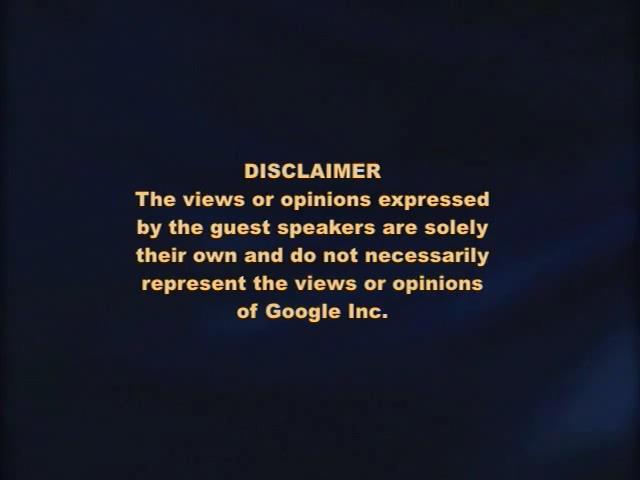 DISCLAIMER
The views or opinions expressed
by the guest speakers are solely
their own and do not necessarily
represent the views or opinions
of Google Inc.